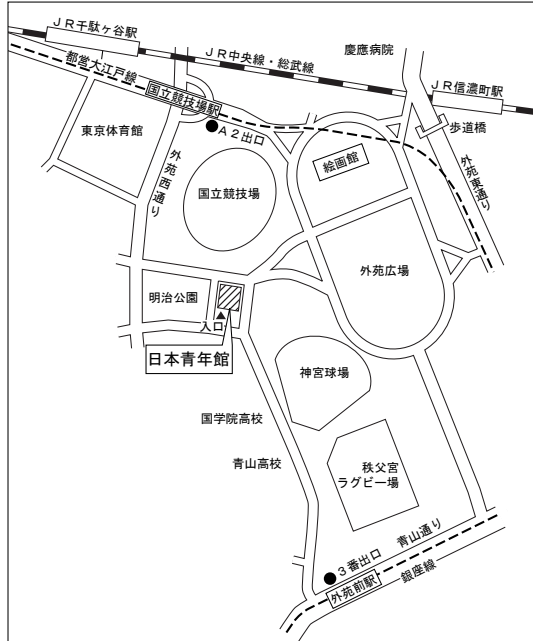 ＪＲ千駄ヶ谷駅
ＪＲ中央線・総武線
慶應病院
都営大江戸線
国立競技場駅
ＪＲ信濃町駅
歩道橋
東京体育館
Ａ２出口
絵画館
外苑東通り
外苑西通り
国立競技場
外苑広場
明治公園
入口
日本青年館
神宮球場
国学院高校
青山高校
秩父宮
ラグビー場
青山通り
３番出口
外苑前駅
銀座線